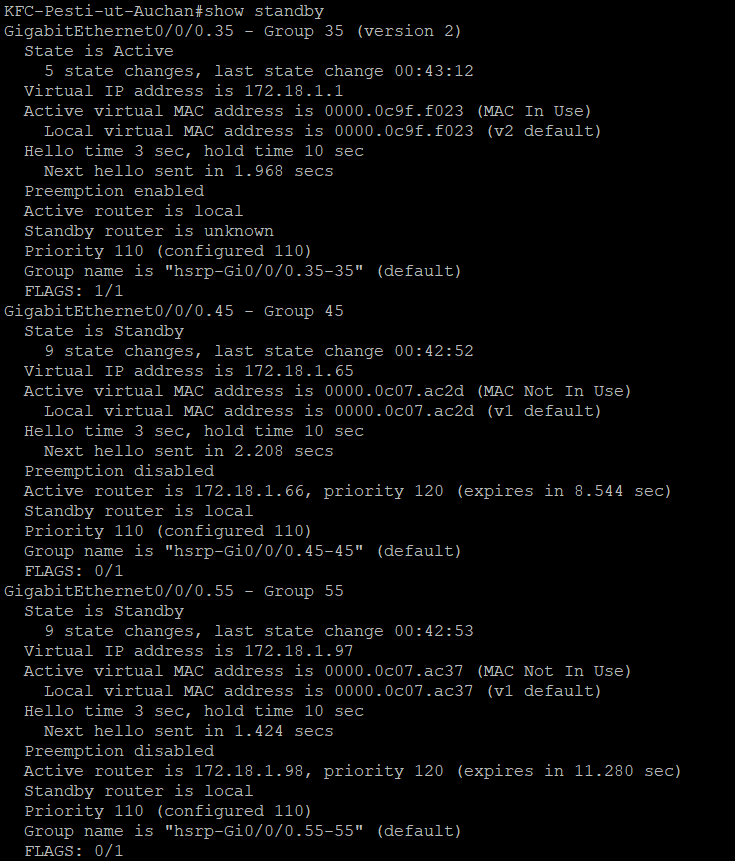 KFC-Pesti-ut-Auchan#show standby
GigabitEthernet0/0/0.35 - Group 35 (version 2)
  State is Active
    5 state changes, last state change 00:43:12
  Virtual IP address is 172.18.1.1
  Active virtual MAC address is 0000.0c9f.f023 (MAC In Use)
    Local virtual MAC address is 0000.0c9f.f023 (v2 default)
  Hello time 3 sec, hold time 10 sec
    Next hello sent in 1.968 secs
  Preemption enabled
  Active router is local
  Standby router is unknown
  Priority 110 (configured 110)
  Group name is "hsrp-Gi0/0/0.35-35" (default)
  FLAGS: 1/1
GigabitEthernet0/0/0.45 - Group 45
  State is Standby
    9 state changes, last state change 00:42:52
  Virtual IP address is 172.18.1.65
  Active virtual MAC address is 0000.0c07.ac2d (MAC Not In Use)
    Local virtual MAC address is 0000.0c07.ac2d (v1 default)
  Hello time 3 sec, hold time 10 sec
    Next hello sent in 2.208 secs
  Preemption disabled
  Active router is 172.18.1.66, priority 120 (expires in 8.544 sec)
  Standby router is local
  Priority 110 (configured 110)
  Group name is "hsrp-Gi0/0/0.45-45" (default)
  FLAGS: 0/1
GigabitEthernet0/0/0.55 - Group 55
  State is Standby
    9 state changes, last state change 00:42:53
  Virtual IP address is 172.18.1.97
  Active virtual MAC address is 0000.0c07.ac37 (MAC Not In Use)
    Local virtual MAC address is 0000.0c07.ac37 (v1 default)
  Hello time 3 sec, hold time 10 sec
    Next hello sent in 1.424 secs
  Preemption disabled
  Active router is 172.18.1.98, priority 120 (expires in 11.280 sec)
  Standby router is local
  Priority 110 (configured 110)
  Group name is "hsrp-Gi0/0/0.55-55" (default)
  FLAGS: 0/1